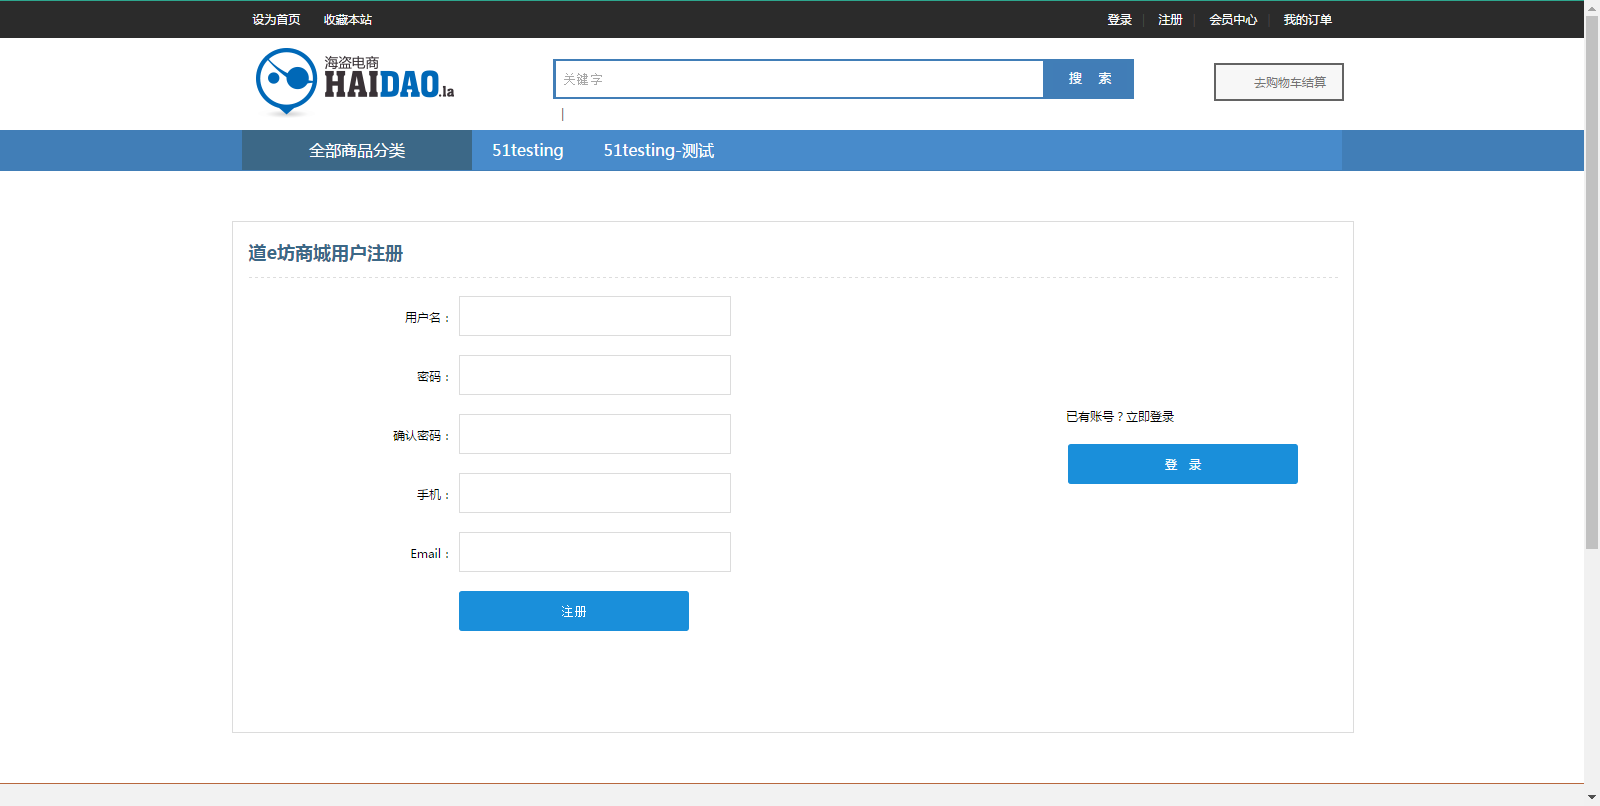 设为首页 收藏本站 登录 | 注册 | 会员中心 | 我的订单
海盗电商
HAIDAO.la
关键字 搜 索 去购物车结算
|
全部商品分类 51testing 51testing-测试
道e坊商城用户注册
用户名：
密码：
确认密码：
手机：
Email：
注册
已有账号？立即登录
登 录